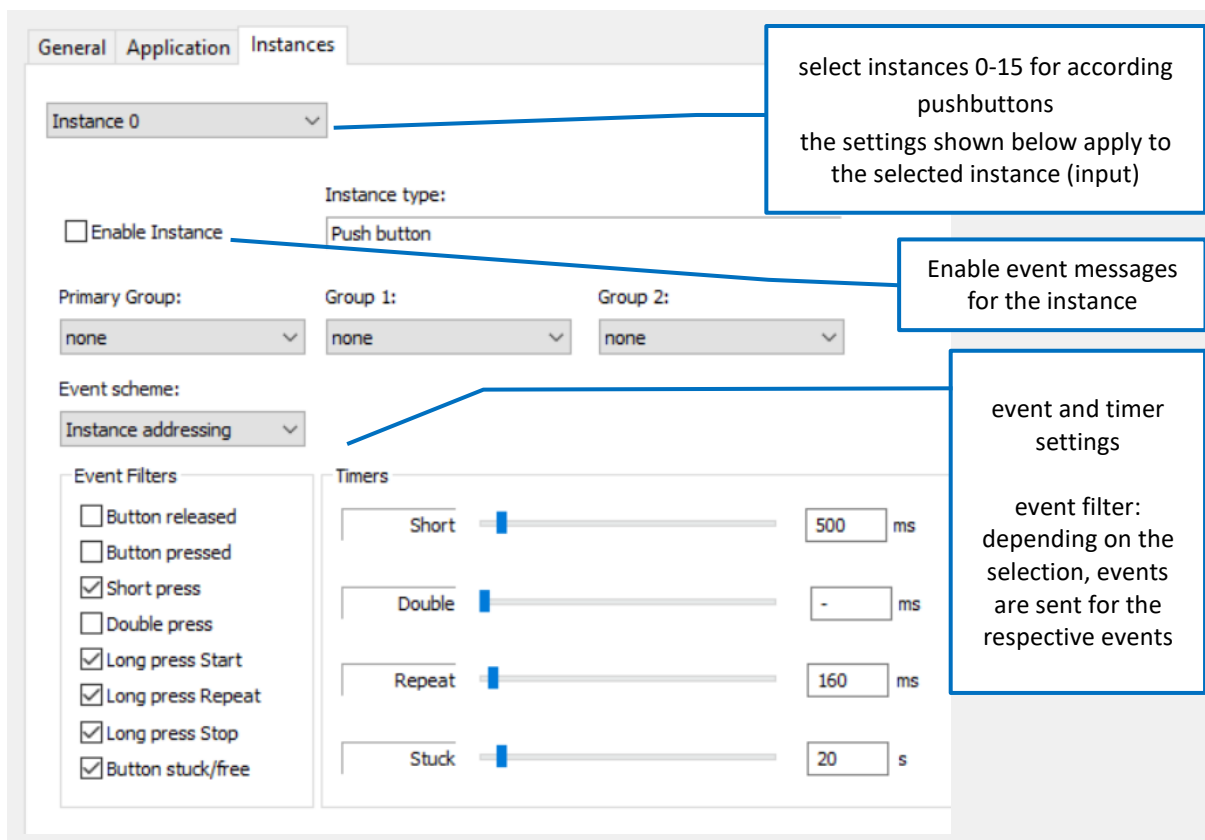 General Application Instances
select instances 0-15 for according
pushbuttons
the settings shown below apply to
the selected instance (input)
Instance 0
Instance type:
Enable Instance
Push button
Enable event messages
for the instance
Primary Group:
Group 1:
Group 2:
none
none
none
Event scheme:
Instance addressing
event and timer
settings
event filter:
depending on the
selection, events
are sent for the
respective events
Event Filters
Button released
Button pressed
Short press
Double press
Long press Start
Long press Repeat
Long press Stop
Button stuck/free
Timers
Short 500 ms
Double - ms
Repeat 160 ms
Stuck 20 s